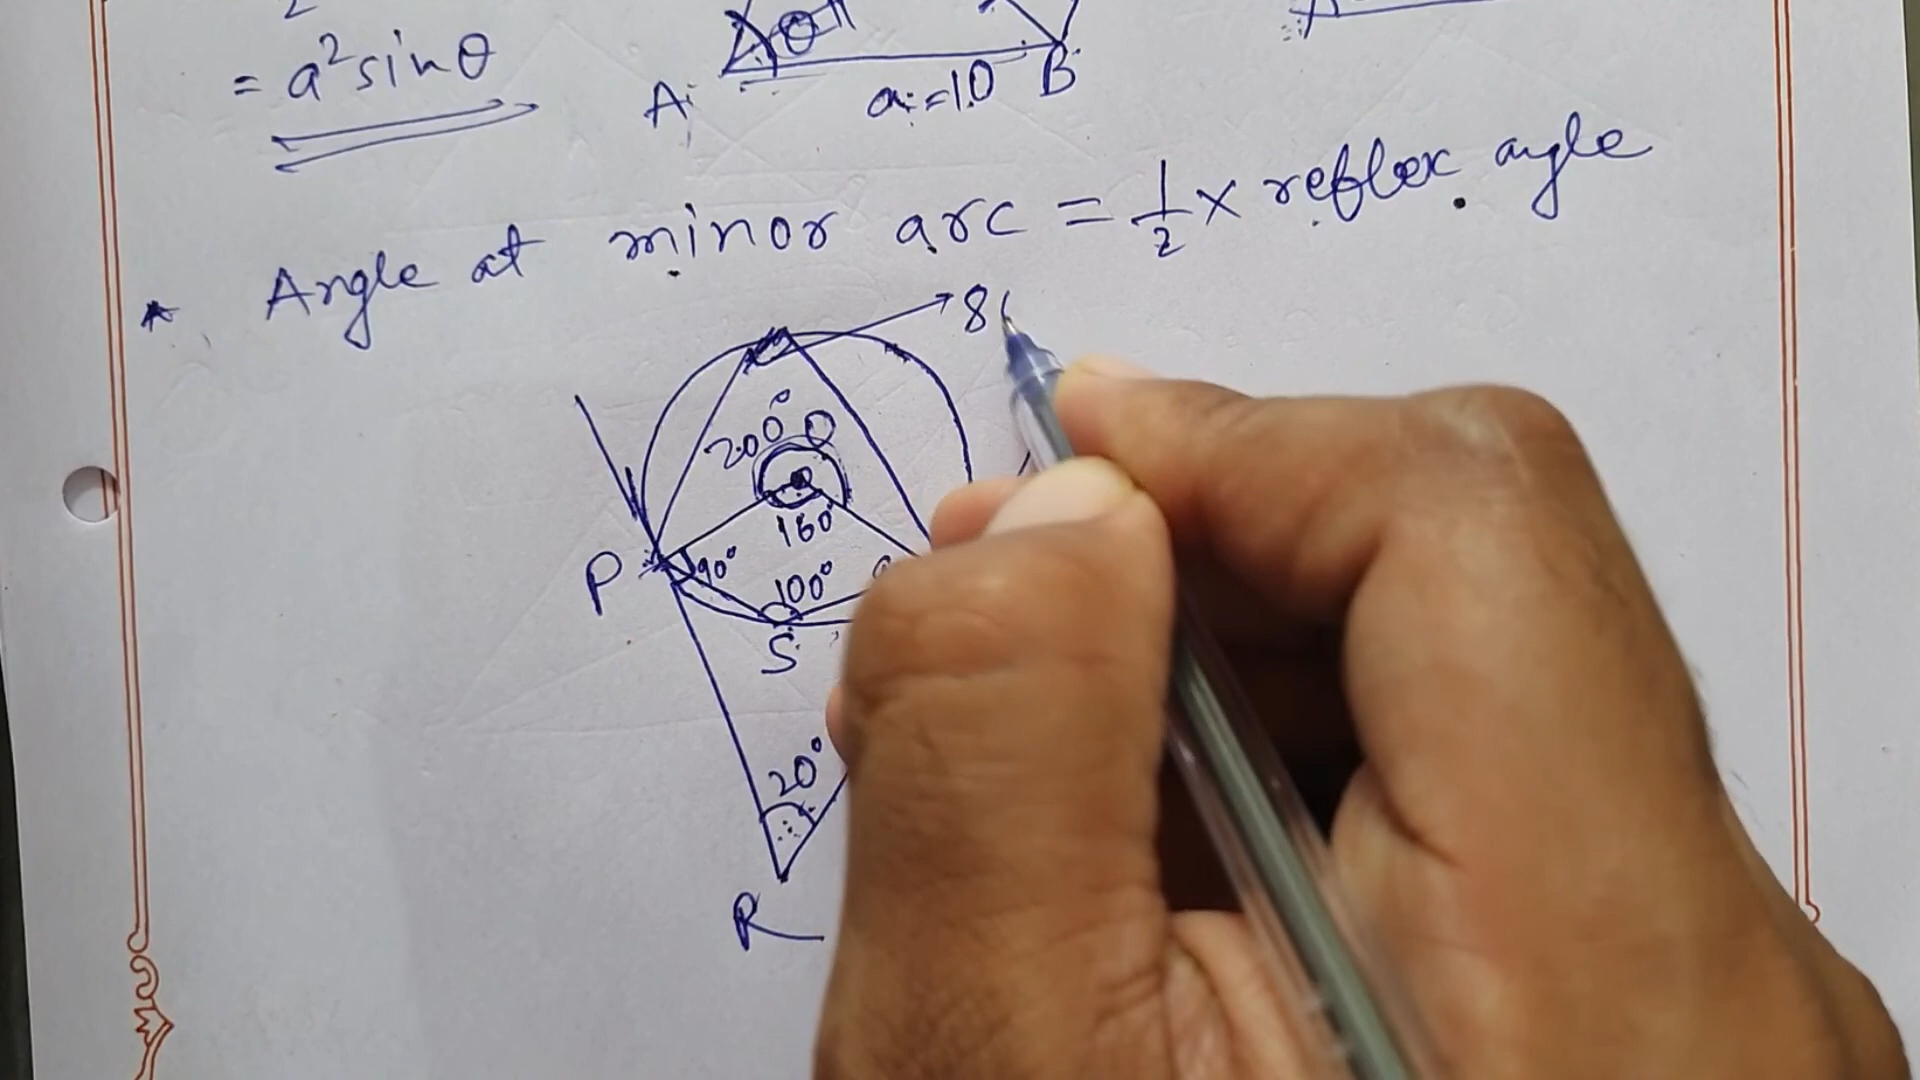 = a²sinθ
θ
A
a = 10
B
* Angle at minor arc = 1/2 × reflex angle
8
200°
O
160°
P
90°
100°
S
20°
R